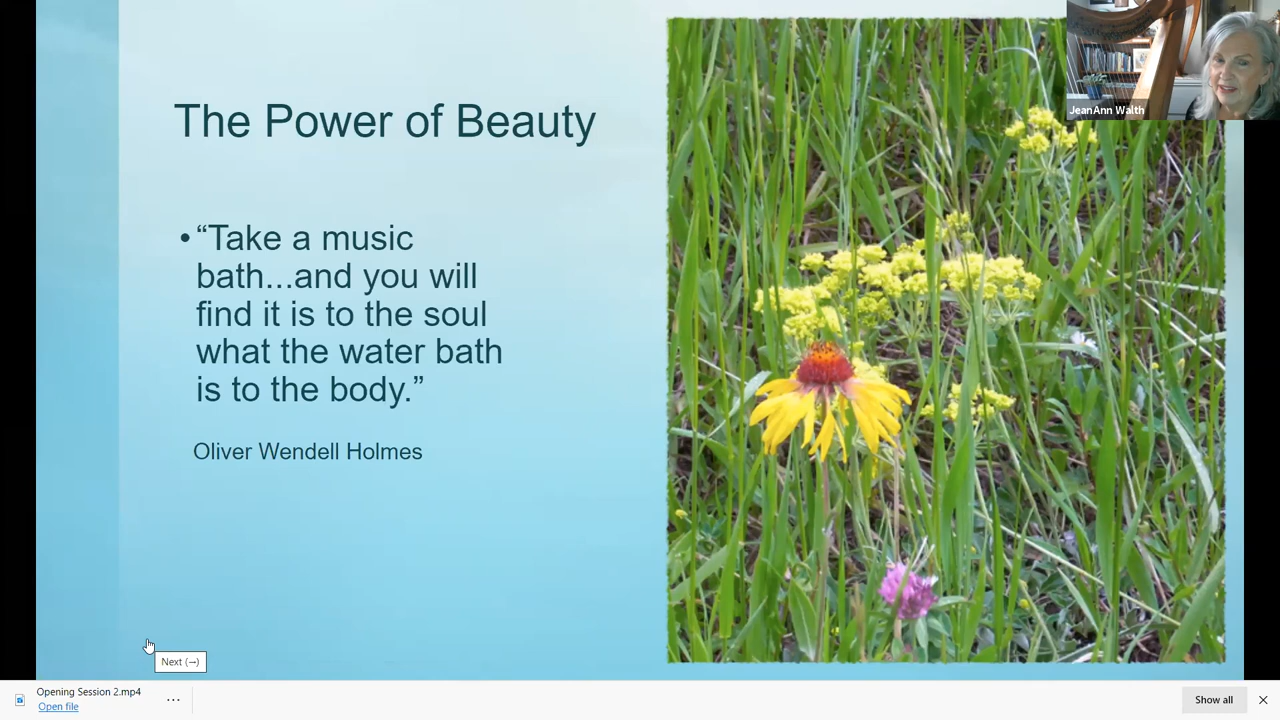 JeanAnn Walth
The Power of Beauty
• “Take a music
bath...and you will
find it is to the soul
what the water bath
is to the body.”
Oliver Wendell Holmes
Next (→)
Opening Session 2.mp4
Open file
...
Show all